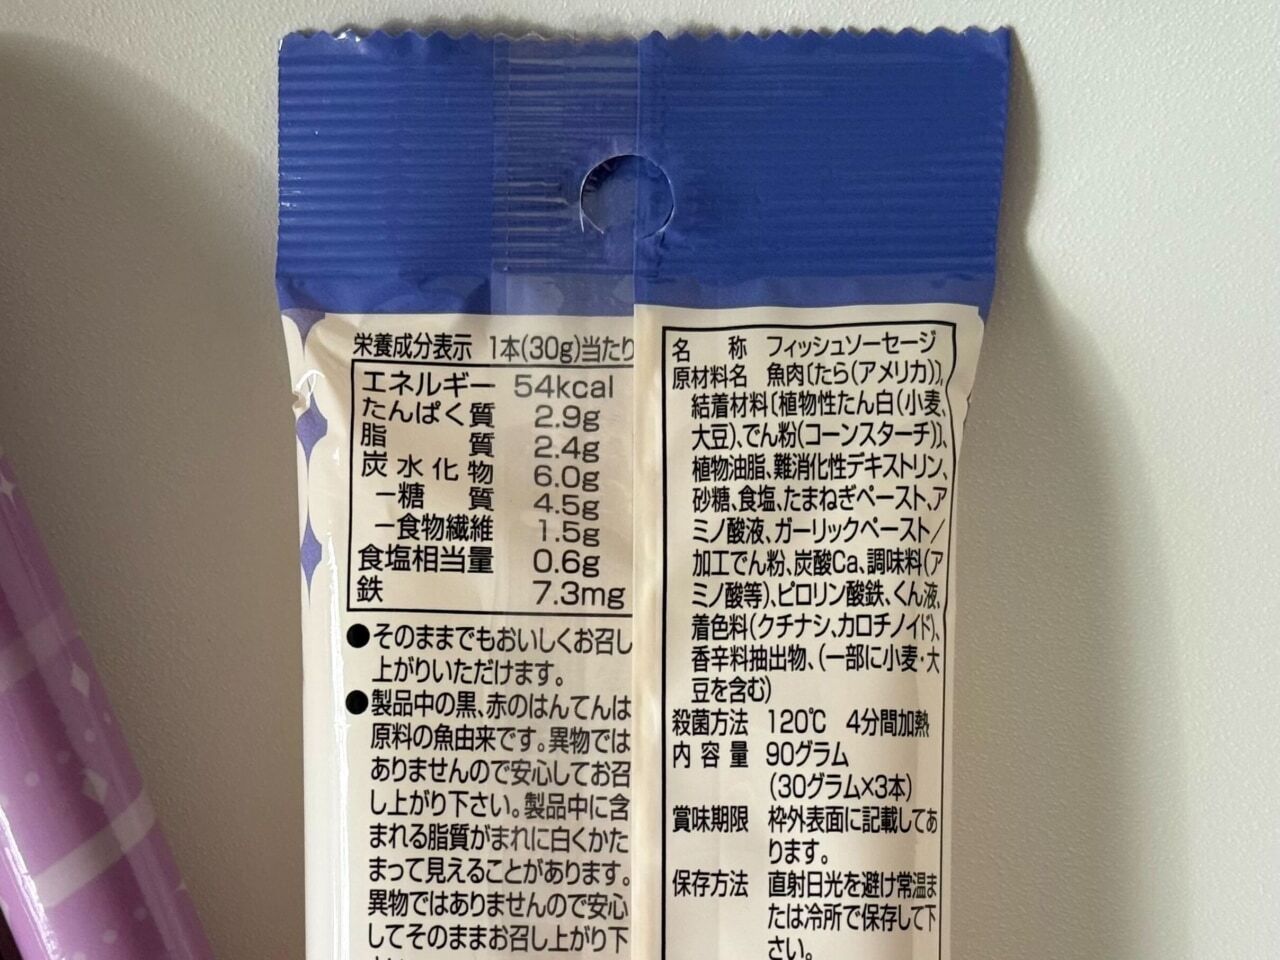 栄養成分表示 1本(30g)当たり
エネルギー 54kcal
たんぱく質 2.9g
脂質 2.4g
炭水化物 6.0g
－糖質 4.5g
－食物繊維 1.5g
食塩相当量 0.6g
鉄 7.3mg
●そのままでもおいしくお召し
上がりいただけます。
●製品中の黒、赤のはんてんは
原料の魚由来です。異物では
ありませんので安心してお召
し上がり下さい。製品中に含
まれる脂質がまれに白くかた
まって見えることがあります。
異物ではありませんので安心
してそのままお召し上がり下
名称 フィッシュソーセージ
原材料名 魚肉〔たら(アメリカ)〕、
結着材料〔植物性たん白(小麦、
大豆)、でん粉(コーンスターチ)〕、
植物油脂、難消化性デキストリン、
砂糖、食塩、たまねぎペースト、ア
ミノ酸液、ガーリックペースト／
加工でん粉、炭酸Ca、調味料(ア
ミノ酸等)、ピロリン酸鉄、くん液、
着色料(クチナシ、カロチノイド)、
香辛料抽出物、(一部に小麦・大
豆を含む)
殺菌方法 120℃ 4分間加熱
内容量 90グラム
(30グラム×3本)
賞味期限 枠外表面に記載してあ
ります。
保存方法 直射日光を避け常温ま
たは冷所で保存して下
さい。